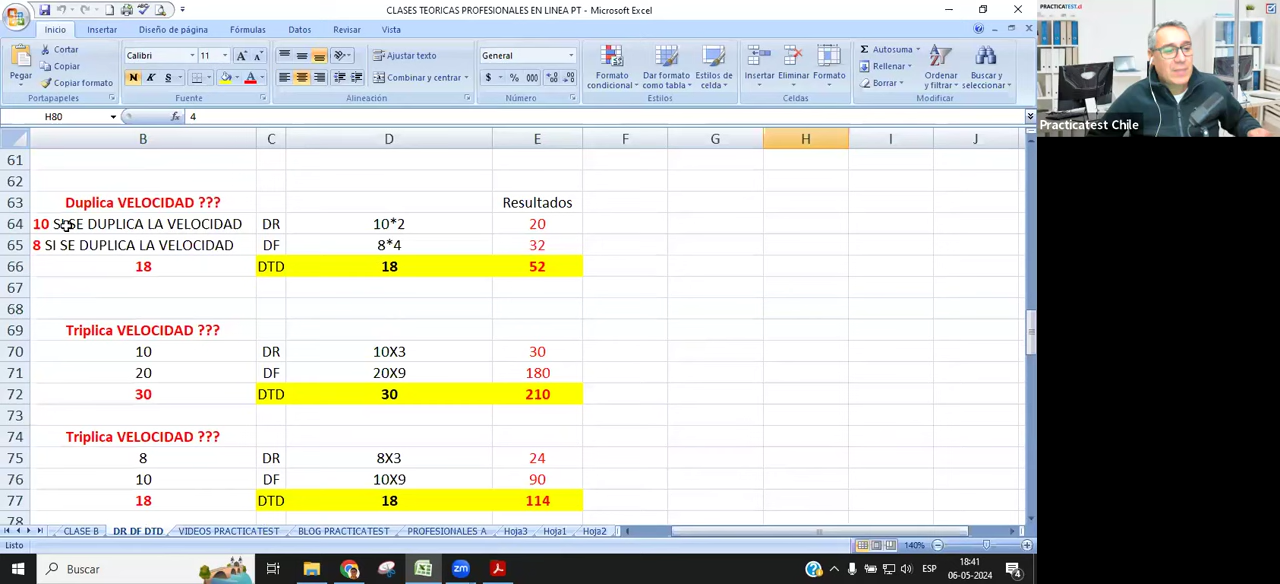 CLASES TEORICAS PROFESIONALES EN LINEA PT - Microsoft Excel
Inicio Insertar Diseño de página Fórmulas Datos Revisar Vista
Pegar
Cortar
Copiar
Copiar formato
Portapapeles
Calibri 11
N K S
Fuente
Ajustar texto
Combinar y centrar
Alineación
General
$ % 000
Número
Formato condicional
Dar formato como tabla
Estilos de celda
Estilos
Insertar Eliminar Formato
Celdas
Autosuma
Rellenar
Borrar
Ordenar y filtrar
Buscar y seleccionar
Modificar
H80 fx 4
B C D E F G H I J
61
62
63 Duplica VELOCIDAD ??? Resultados
64 10 SI SE DUPLICA LA VELOCIDAD DR 10*2 20
65 8 SI SE DUPLICA LA VELOCIDAD DF 8*4 32
66 18 DTD 18 52
67
68
69 Triplica VELOCIDAD ???
70 10 DR 10X3 30
71 20 DF 20X9 180
72 30 DTD 30 210
73
74 Triplica VELOCIDAD ???
75 8 DR 8X3 24
76 10 DF 10X9 90
77 18 DTD 18 114
78
CLASE B DR DF DTD VIDEOS PRACTICATEST BLOG PRACTICATEST PROFESIONALES A Hoja3 Hoja1 Hoja2
Listo 140%
Buscar
ESP
18:41
06-05-2024
4
PRACTICATEST.cl
Practicatest Chile